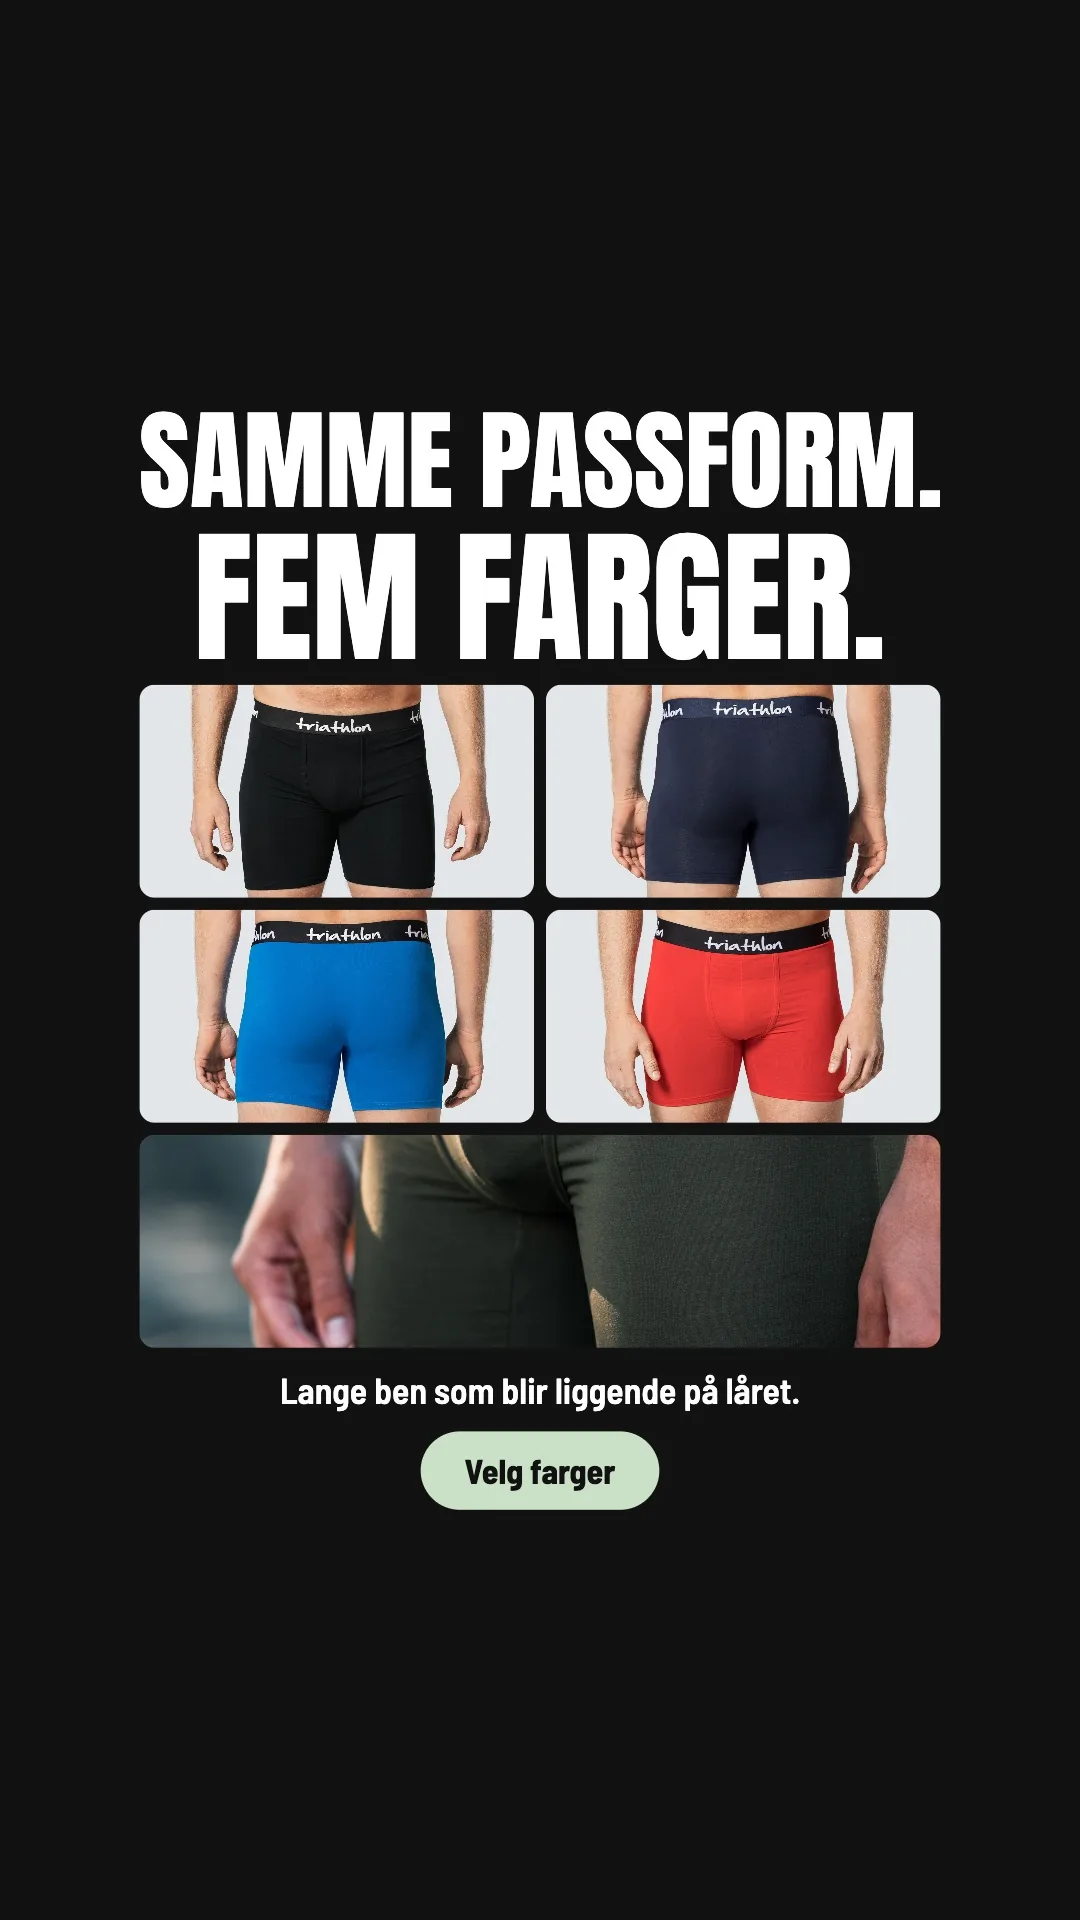 SAMME PASSFORM.
FEM FARGER.
triathlon
triathlon
triathlon
triathlon
Lange ben som blir liggende på låret.
Velg farger